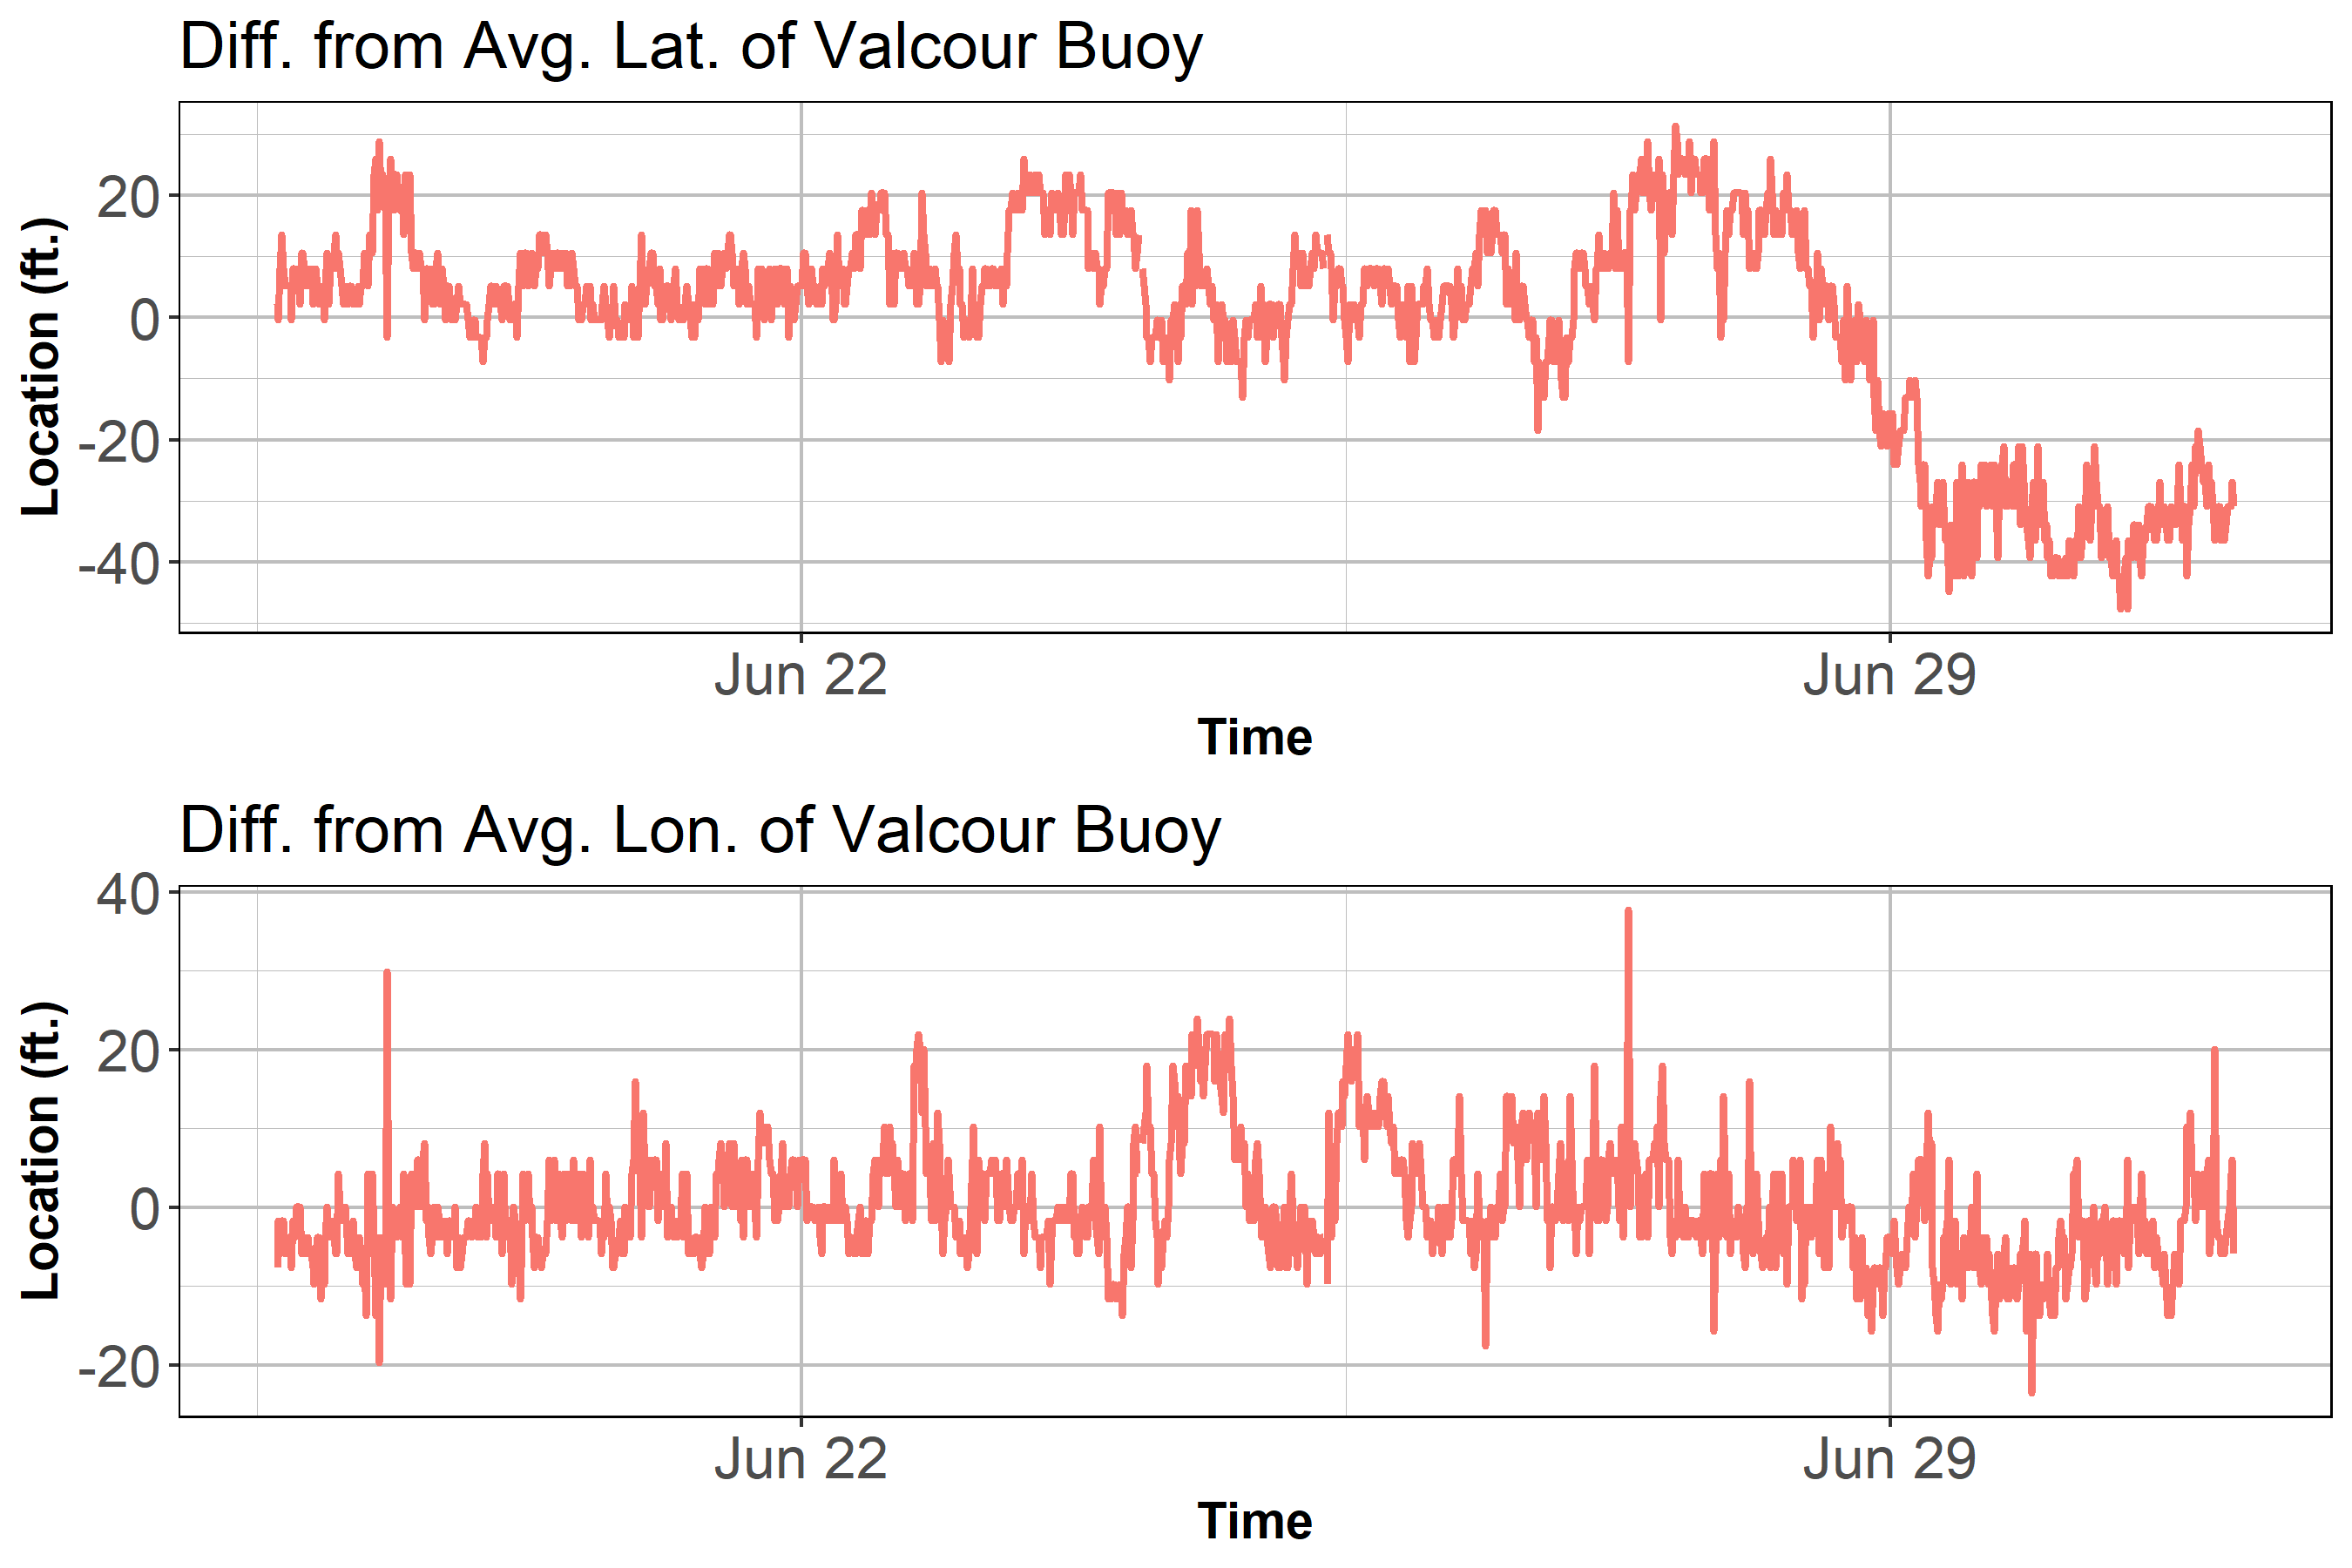 Diff. from Avg. Lat. of Valcour Buoy
Location (ft.)
20
0
-20
-40
Jun 22
Jun 29
Time
Diff. from Avg. Lon. of Valcour Buoy
Location (ft.)
40
20
0
-20
Jun 22
Jun 29
Time